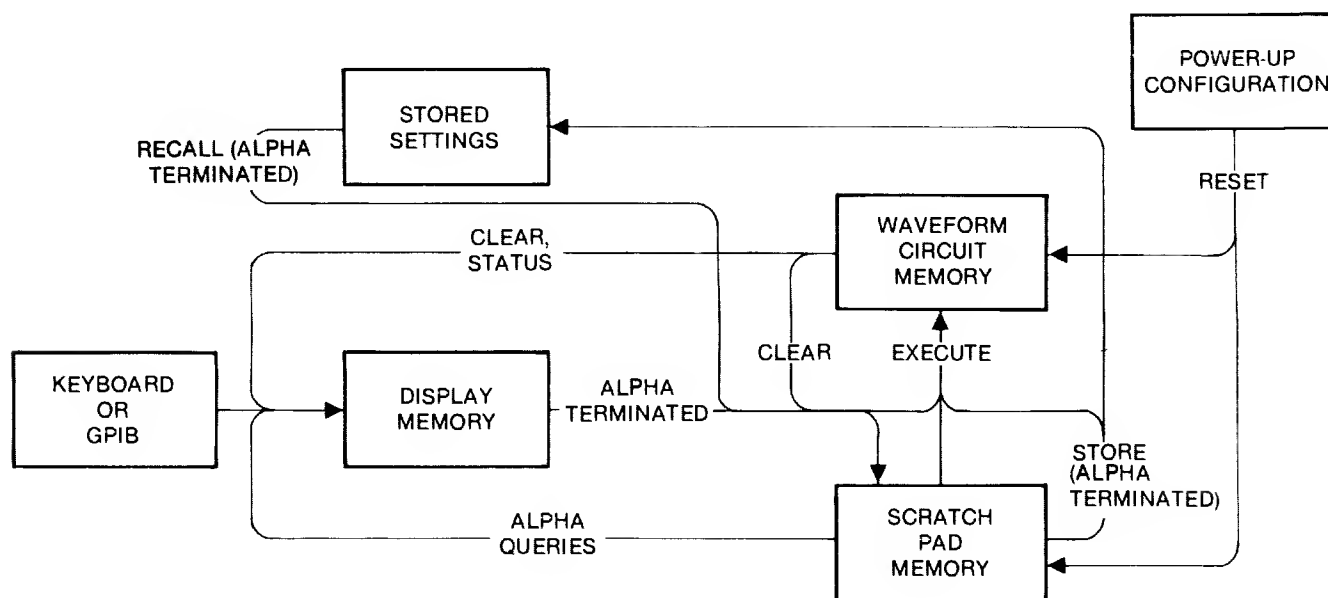 POWER-UP
CONFIGURATION
STORED
SETTINGS
RECALL (ALPHA
TERMINATED)
RESET
WAVEFORM
CIRCUIT
MEMORY
CLEAR,
STATUS
CLEAR
EXECUTE
KEYBOARD
OR
GPIB
DISPLAY
MEMORY
ALPHA
TERMINATED
STORE
(ALPHA
TERMINATED)
SCRATCH
PAD
MEMORY
ALPHA
QUERIES